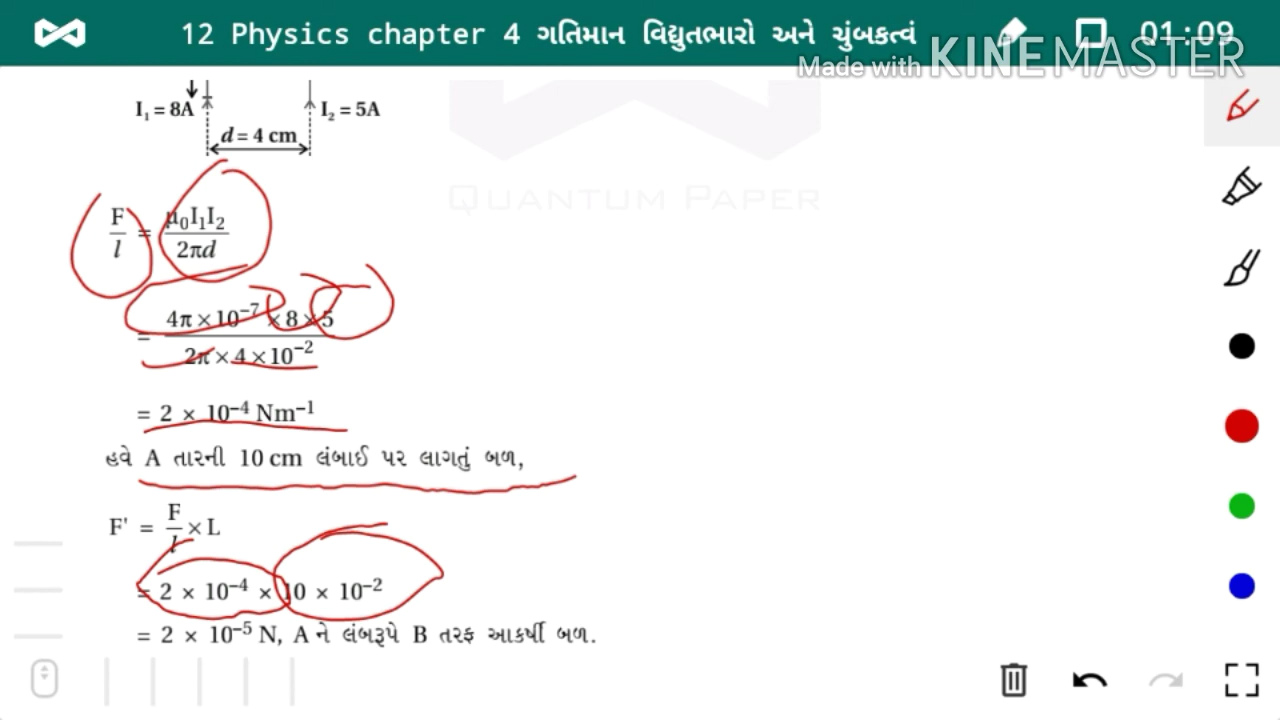 12 Physics chapter 4 ગતિમાન વિદ્યુતભારો અને ચુંબકત્વં
01:09
Made with KINEMASTER
I₁ = 8A
I₂ = 5A
d = 4 cm
QUANTUM PAPER
F/l = μ₀I₁I₂/2πd
= 4π × 10⁻⁷ × 8 × 5/2π × 4 × 10⁻²
= 2 × 10⁻⁴ Nm⁻¹
હવે A તારની 10 cm લંબાઈ પર લાગતું બળ,
F' = F/l × L
= 2 × 10⁻⁴ × 10 × 10⁻²
= 2 × 10⁻⁵ N, A ને લંબરૂપે B તરફ આકર્ષી બળ.